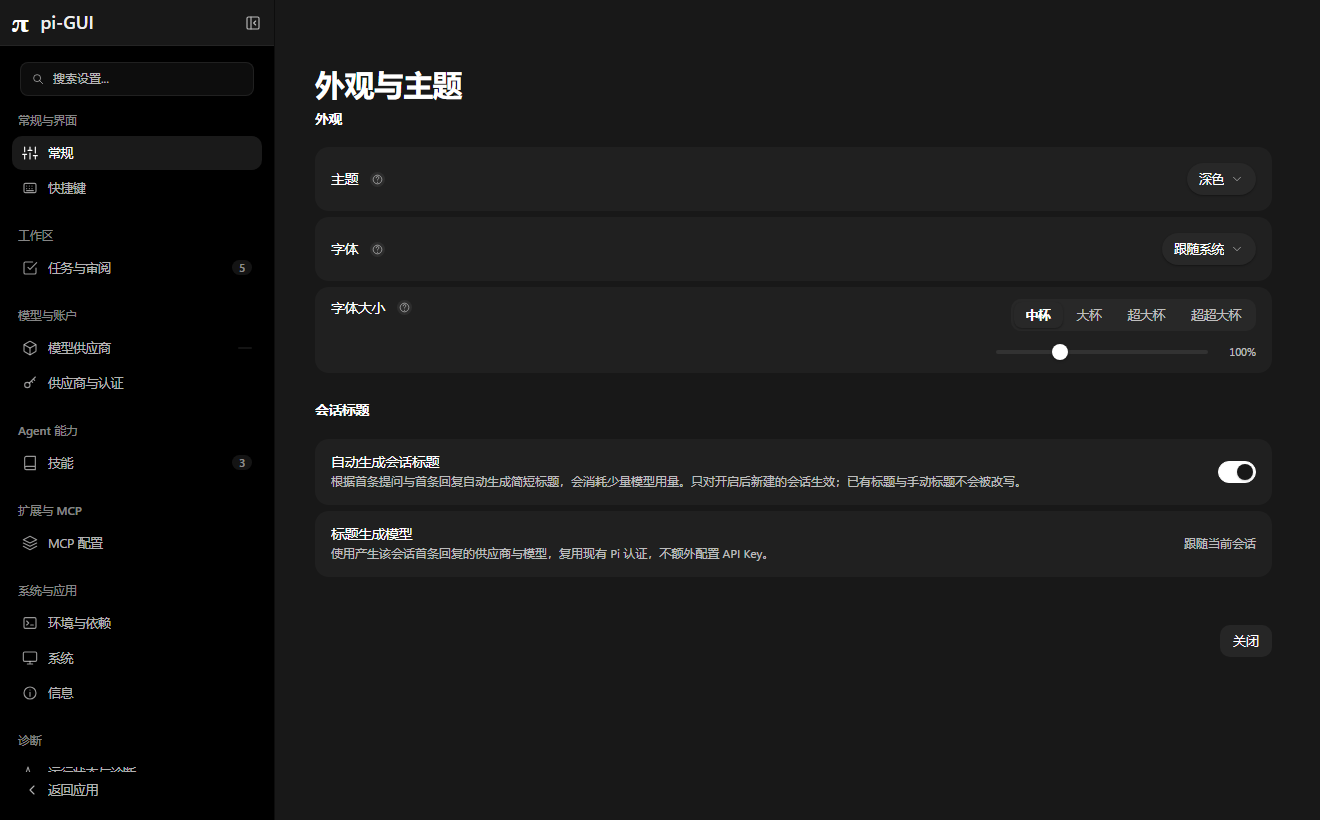 π pi-GUI
搜索设置...
常规与界面
常规
快捷键
工作区
任务与审阅 5
模型与账户
模型供应商
供应商与认证
Agent 能力
技能 3
扩展与 MCP
MCP 配置
系统与应用
环境与依赖
系统
信息
诊断
运行状态与诊断
返回应用
外观与主题
外观
主题
深色
字体
跟随系统
字体大小
中杯 大杯 超大杯 超超大杯
100%
会话标题
自动生成会话标题
根据首条提问与首条回复自动生成简短标题，会消耗少量模型用量。只对开启后新建的会话生效；已有标题与手动标题不会被改写。
标题生成模型
使用产生该会话首条回复的供应商与模型，复用现有 Pi 认证，不额外配置 API Key。
跟随当前会话
关闭